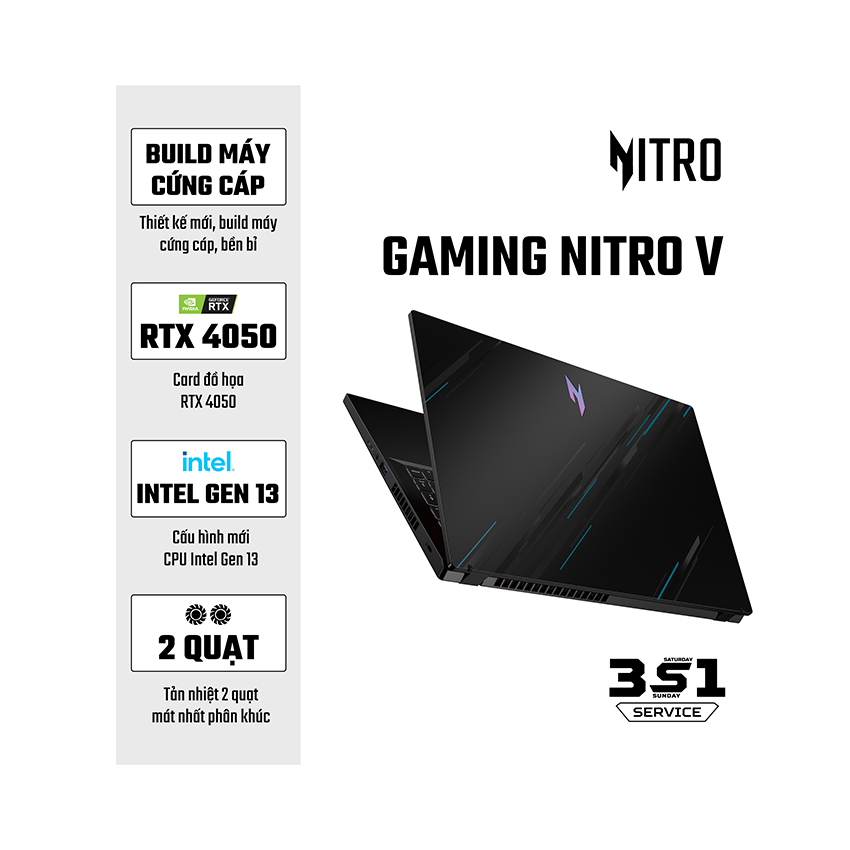 BUILD MÁY
CỨNG CÁP
Thiết kế mới, build máy
cứng cáp, bền bỉ
NVIDIA GEFORCE RTX
RTX 4050
Card đồ họa
RTX 4050
intel.
INTEL GEN 13
Cấu hình mới
CPU Intel Gen 13
2 QUẠT
Tản nhiệt 2 quạt
mát nhất phân khúc
NITRO
GAMING NITRO V
SATURDAY
3S1
SUNDAY
SERVICE